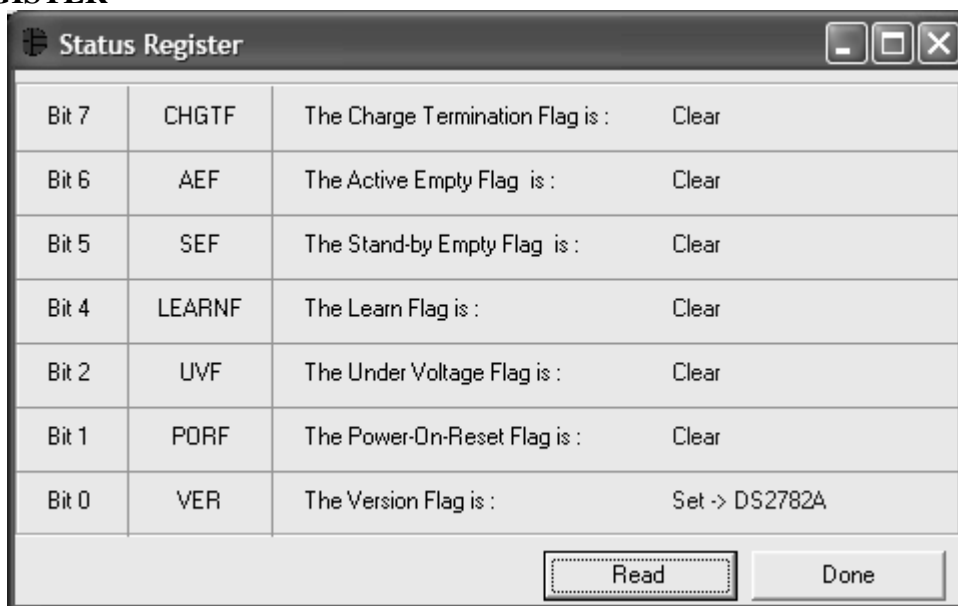 Status Register
Bit 7 CHGTF The Charge Termination Flag is : Clear
Bit 6 AEF The Active Empty Flag is : Clear
Bit 5 SEF The Stand-by Empty Flag is : Clear
Bit 4 LEARNF The Learn Flag is : Clear
Bit 2 UVF The Under Voltage Flag is : Clear
Bit 1 PORF The Power-On-Reset Flag is : Clear
Bit 0 VER The Version Flag is : Set -> DS2782A
Read Done